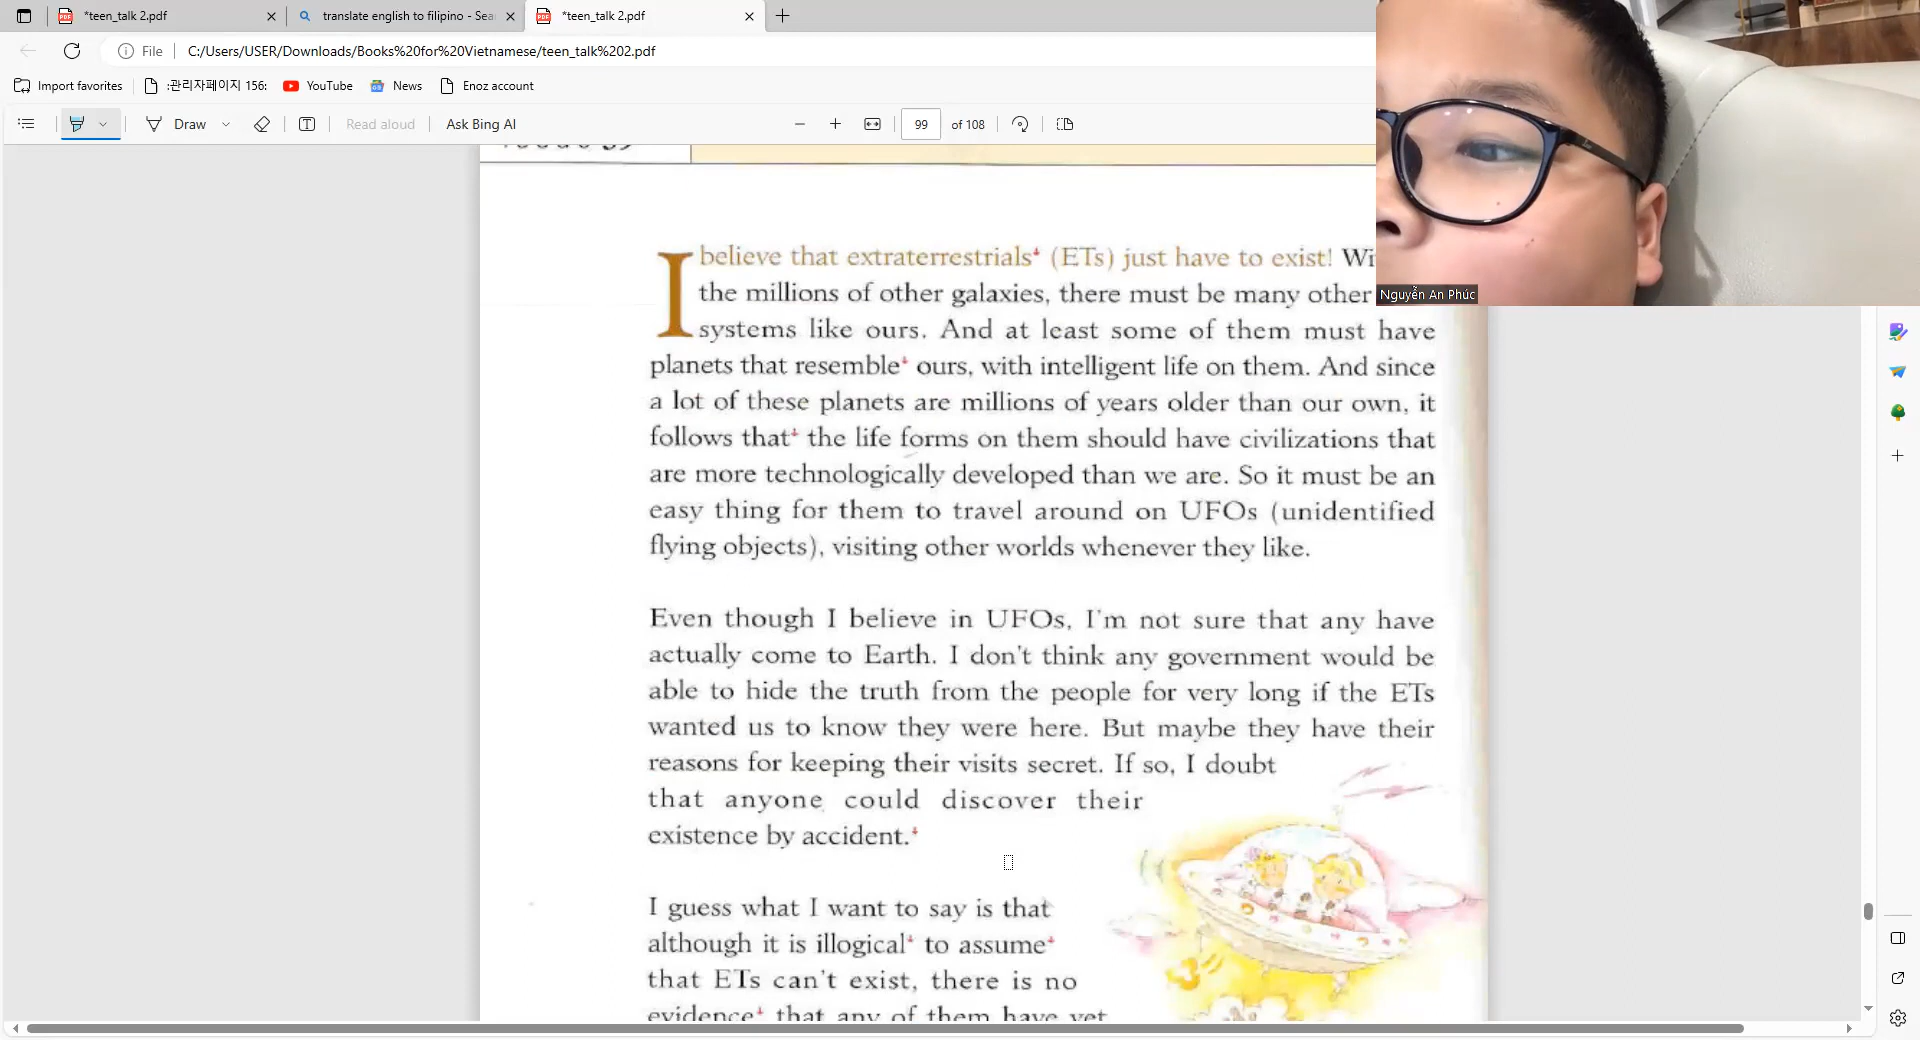 *teen_talk 2.pdf
translate english to filipino - Sea
*teen_talk 2.pdf
File
C:/Users/USER/Downloads/Books%20for%20Vietnamese/teen_talk%202.pdf
Import favorites
:관리자페이지 156:
YouTube
News
Enoz account
Draw
Read aloud
Ask Bing AI
99
of 108
Nguyễn An Phúc
I believe that extraterrestrials⁺ (ETs) just have to exist!
the millions of other galaxies, there must be many other
systems like ours. And at least some of them must have
planets that resemble⁺ ours, with intelligent life on them. And since
a lot of these planets are millions of years older than our own, it
follows that⁺ the life forms on them should have civilizations that
are more technologically developed than we are. So it must be an
easy thing for them to travel around on UFOs (unidentified
flying objects), visiting other worlds whenever they like.
Even though I believe in UFOs, I'm not sure that any have
actually come to Earth. I don't think any government would be
able to hide the truth from the people for very long if the ETs
wanted us to know they were here. But maybe they have their
reasons for keeping their visits secret. If so, I doubt
that anyone could discover their
existence by accident.⁺
I guess what I want to say is that
although it is illogical⁺ to assume⁺
that ETs can't exist, there is no
evidence⁺ that any of them have yet